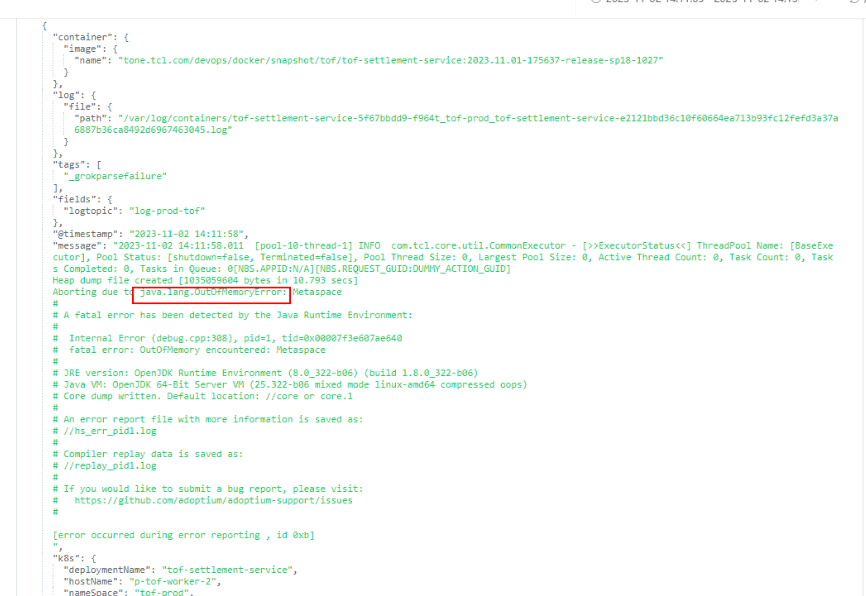 {
"container": {
"image": {
"name": "tone.tcl.com/devops/docker/snapshot/tof/tof-settlement-service:2023.11.01-175637-release-sp18-1027"
}
},
"log": {
"file": {
"path": "/var/log/containers/tof-settlement-service-5f67bbdd9-f964t_tof-prod_tof-settlement-service-e2121bbd36c10f60664ea713b93fc12fefd3a37a
6887b36ca8492d6967463045.log"
}
},
"tags": [
"_grokparsefailure"
],
"fields": {
"logtopic": "log-prod-tof"
},
"@timestamp": "2023-11-02 14:11:58",
"message": "2023-11-02 14:11:58.011  [pool-10-thread-1] INFO  com.tcl.core.util.CommonExecutor - [>>ExecutorStatus<<] ThreadPool Name: [BaseExe
cutor], Pool Status: [shutdown=false, Terminated=false], Pool Thread Size: 0, Largest Pool Size: 0, Active Thread Count: 0, Task Count: 0, Task
s Completed: 0, Tasks in Queue: 0[NBS.APPID:N/A][NBS.REQUEST_GUID:DUMMY_ACTION_GUID]
Heap dump file created [1035059604 bytes in 10.793 secs]
Aborting due to java.lang.OutOfMemoryError: Metaspace
#
# A fatal error has been detected by the Java Runtime Environment:
#
#  Internal Error (debug.cpp:308), pid=1, tid=0x00007f3e607ae640
#  fatal error: OutOfMemory encountered: Metaspace
#
# JRE version: OpenJDK Runtime Environment (8.0_322-b06) (build 1.8.0_322-b06)
# Java VM: OpenJDK 64-Bit Server VM (25.322-b06 mixed mode linux-amd64 compressed oops)
# Core dump written. Default location: //core or core.1
#
# An error report file with more information is saved as:
# //hs_err_pid1.log
#
# Compiler replay data is saved as:
# //replay_pid1.log
#
# If you would like to submit a bug report, please visit:
#   https://github.com/adoptium/adoptium-support/issues
#
[error occurred during error reporting , id 0xb]
",
"k8s": {
"deploymentName": "tof-settlement-service",
"hostName": "p-tof-worker-2",
"nameSpace": "tof-prod",